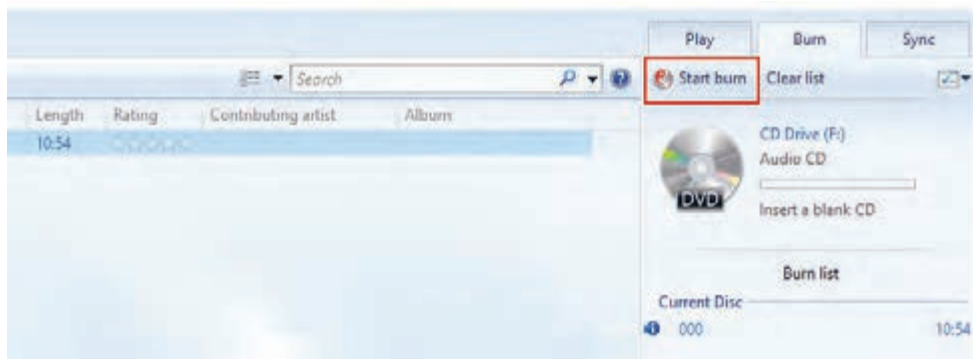 Play Burn Sync
Search Start burn Clear list
Length Rating Contributing artist Album
10:54
CD Drive (F:)
Audio CD
DVD
Insert a blank CD
Burn list
Current Disc
000 10:54